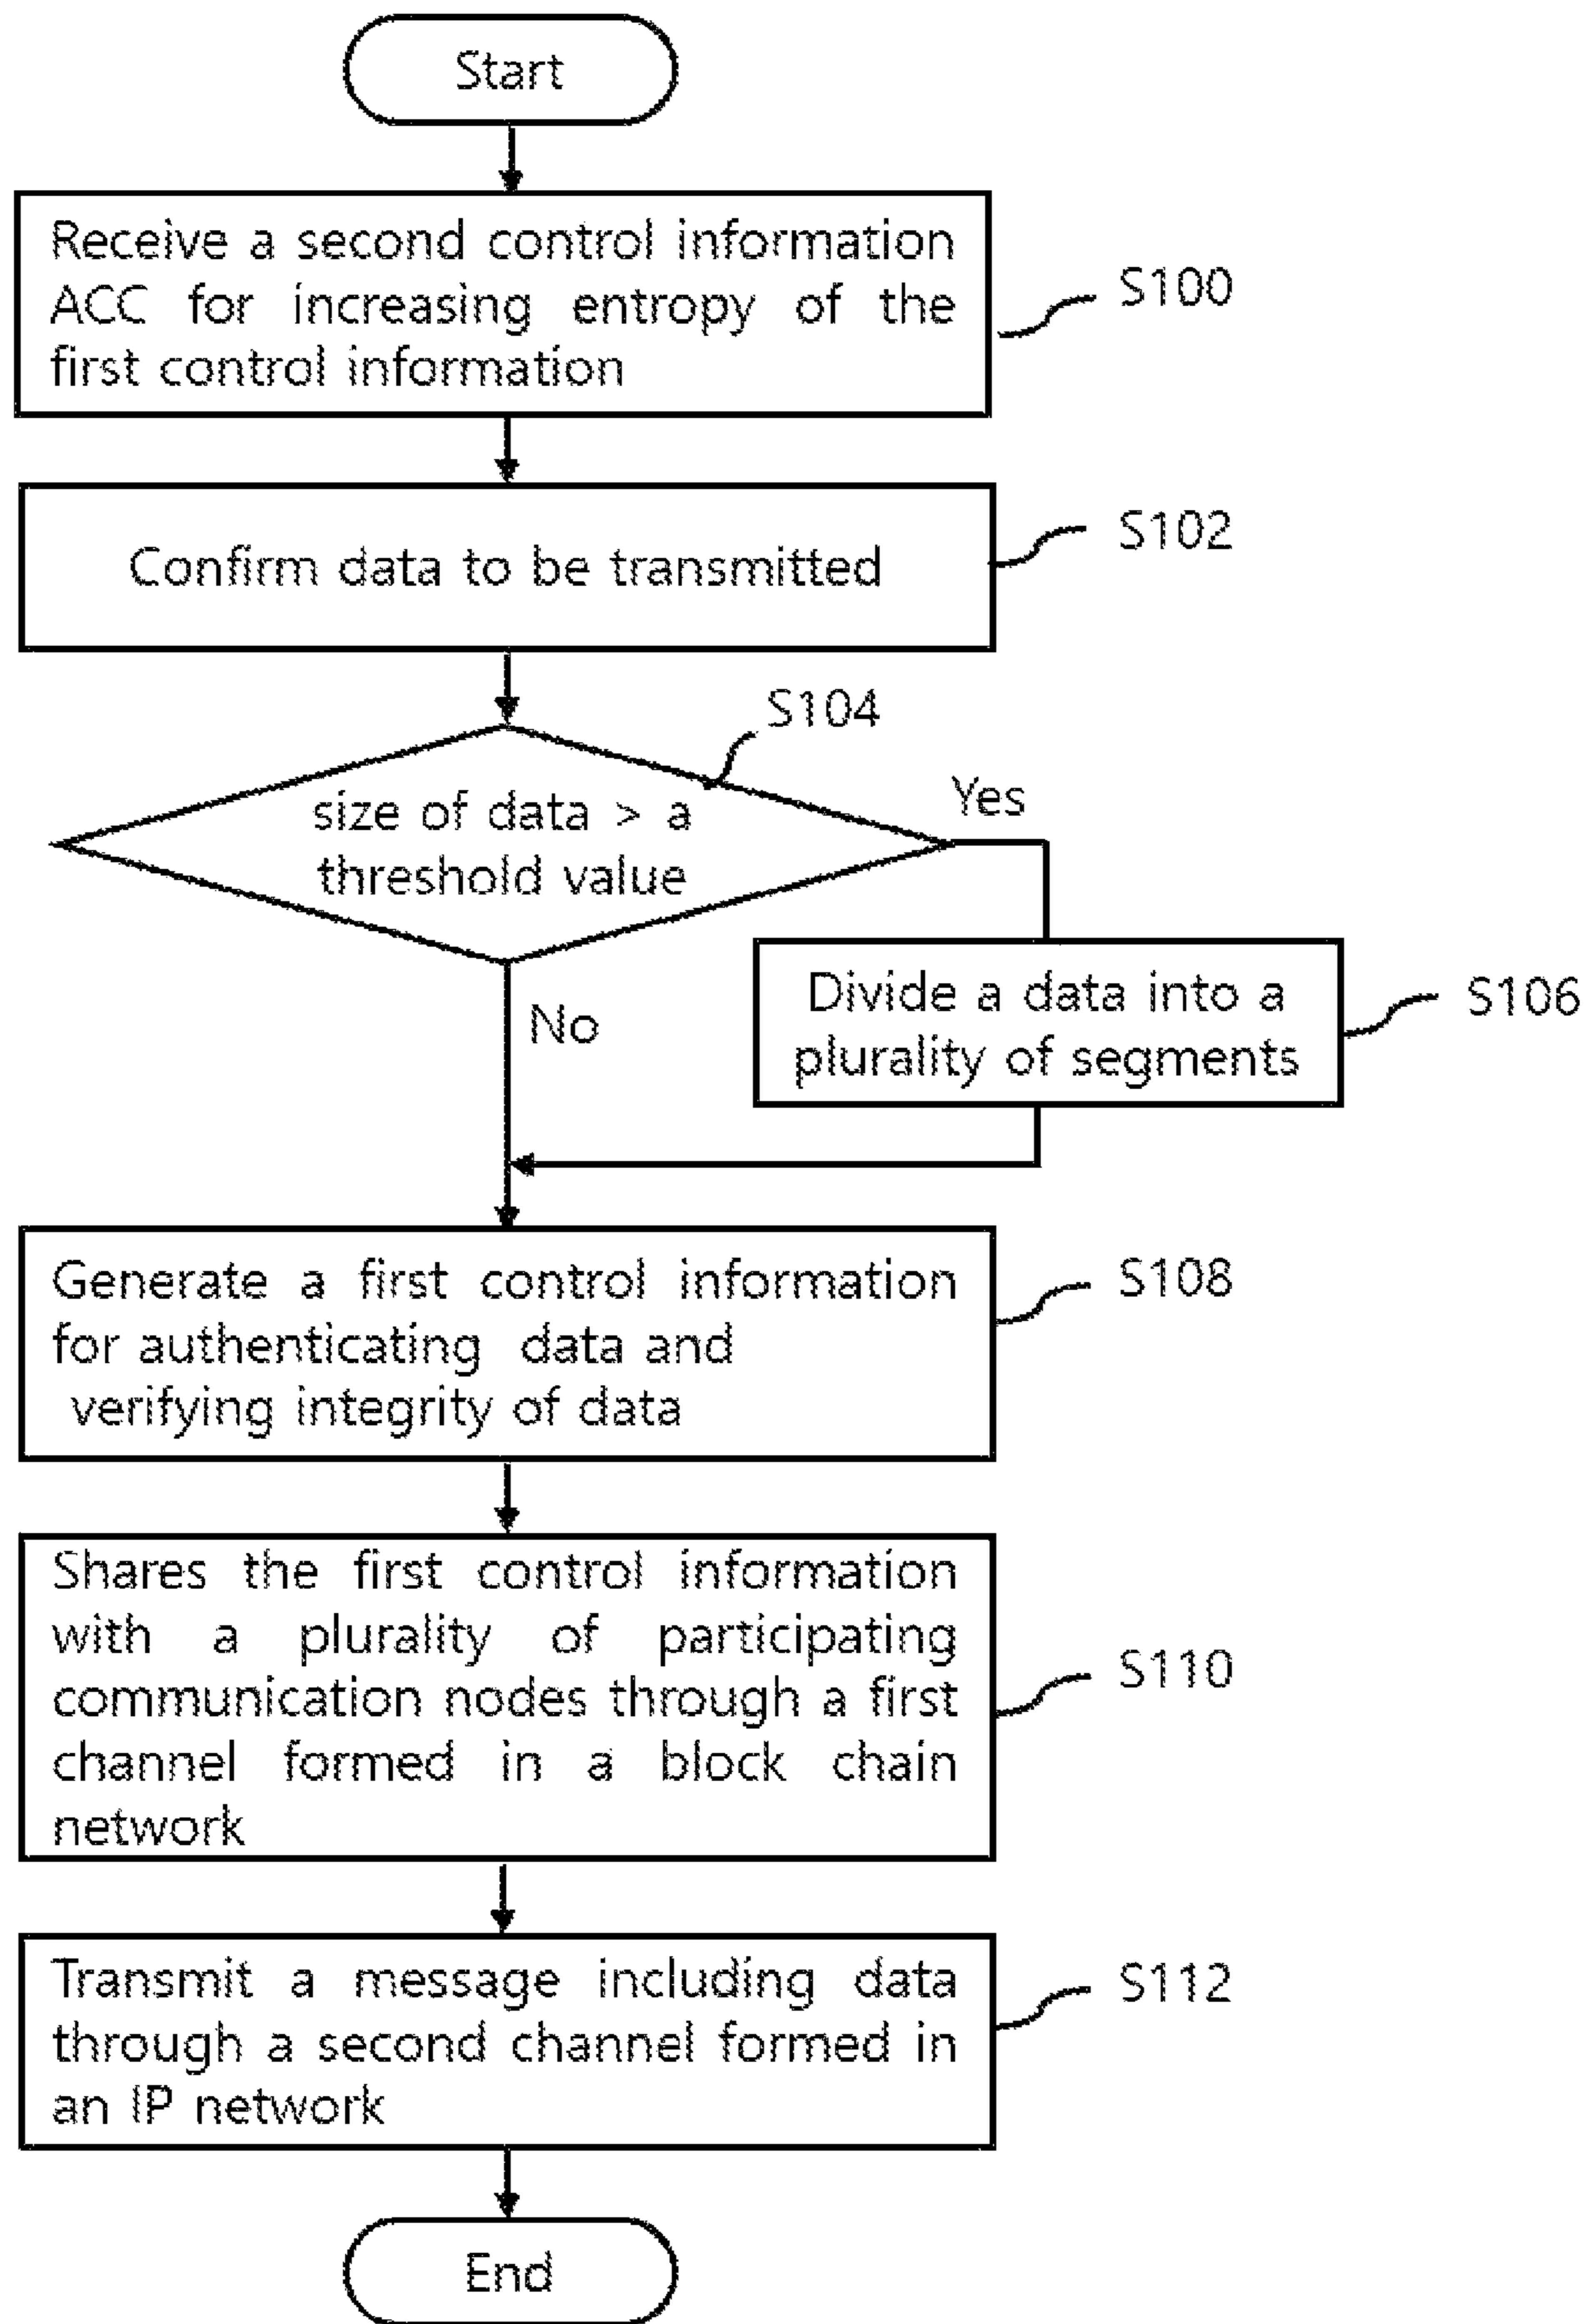 Start
Receive a second control information
ACC for increasing entropy of the
first control information
S100
Confirm data to be transmitted
S102
S104
size of data > a
threshold value
Yes
Divide a data into a
plurality of segments
S106
No
Generate a first control information
for authenticating data and
verifying integrity of data
S108
Shares the first control information
with a plurality of participating
communication nodes through a first
channel formed in a block chain
network
S110
Transmit a message including data
through a second channel formed in
an IP network
S112
End